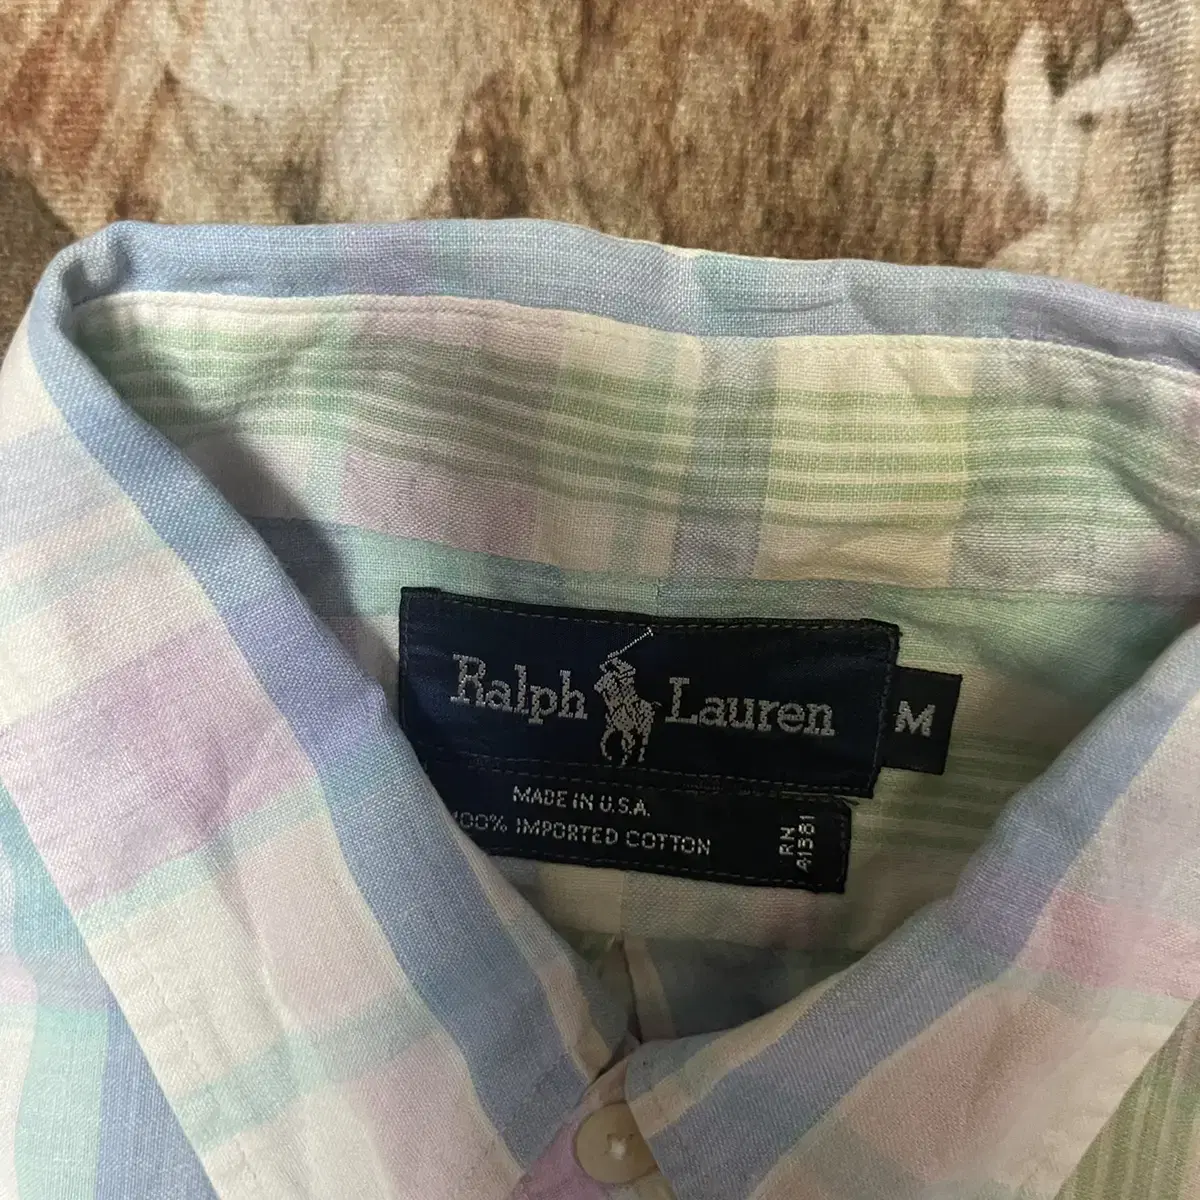 Ralph Lauren
M
MADE IN U.S.A.
100% IMPORTED COTTON
RN
41381